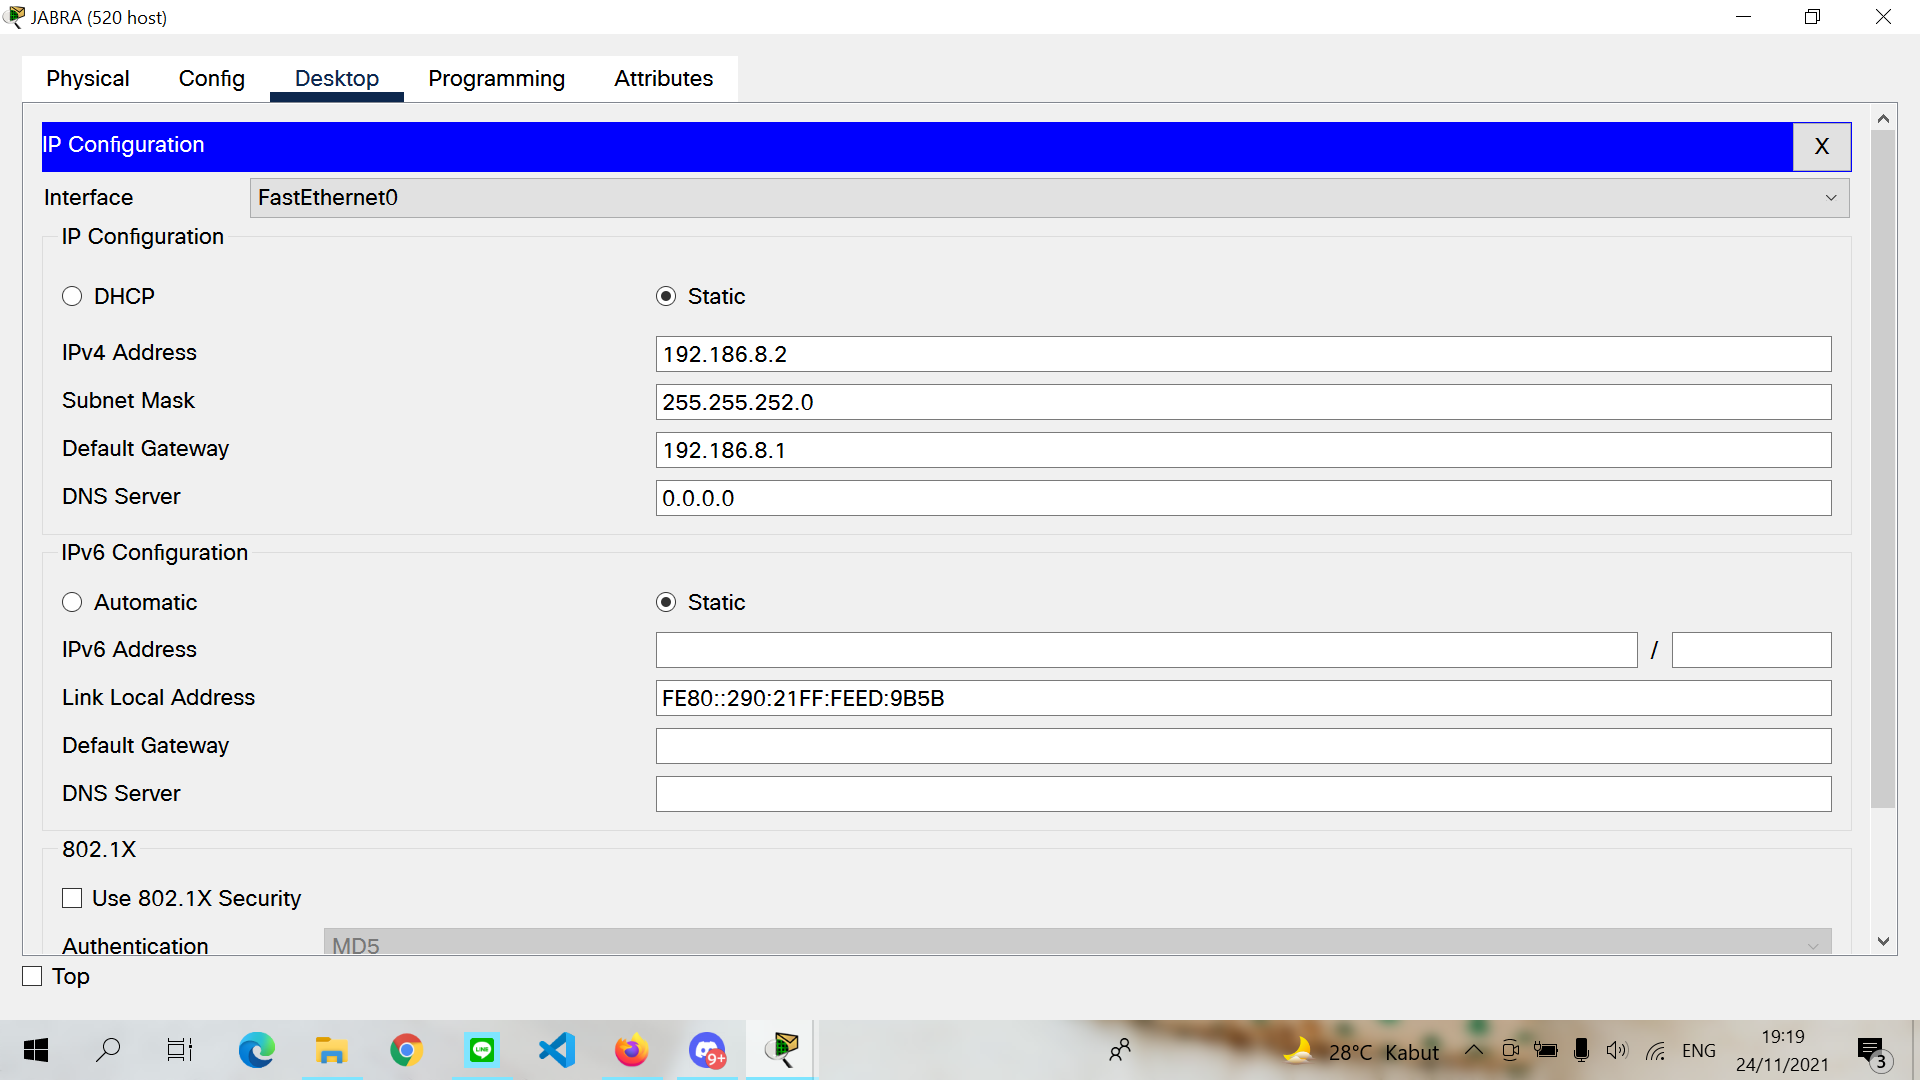 JABRA (520 host)
Physical Config Desktop Programming Attributes
IP Configuration X
Interface FastEthernet0
IP Configuration
DHCP Static
IPv4 Address 192.186.8.2
Subnet Mask 255.255.252.0
Default Gateway 192.186.8.1
DNS Server 0.0.0.0
IPv6 Configuration
Automatic Static
IPv6 Address /
Link Local Address FE80::290:21FF:FEED:9B5B
Default Gateway
DNS Server
802.1X
Use 802.1X Security
Authentication MD5
Top
LINE 9+ 28°C Kabut ENG 19:19
24/11/2021 3